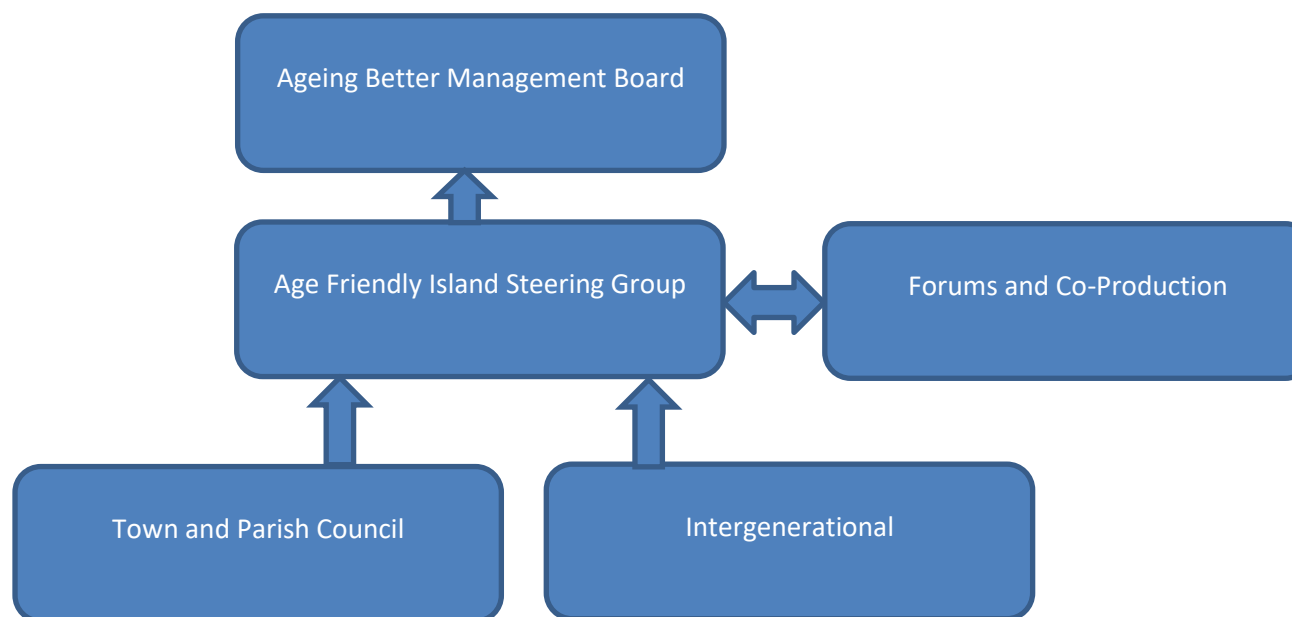 Ageing Better Management Board
Age Friendly Island Steering Group
Forums and Co-Production
Town and Parish Council
Intergenerational